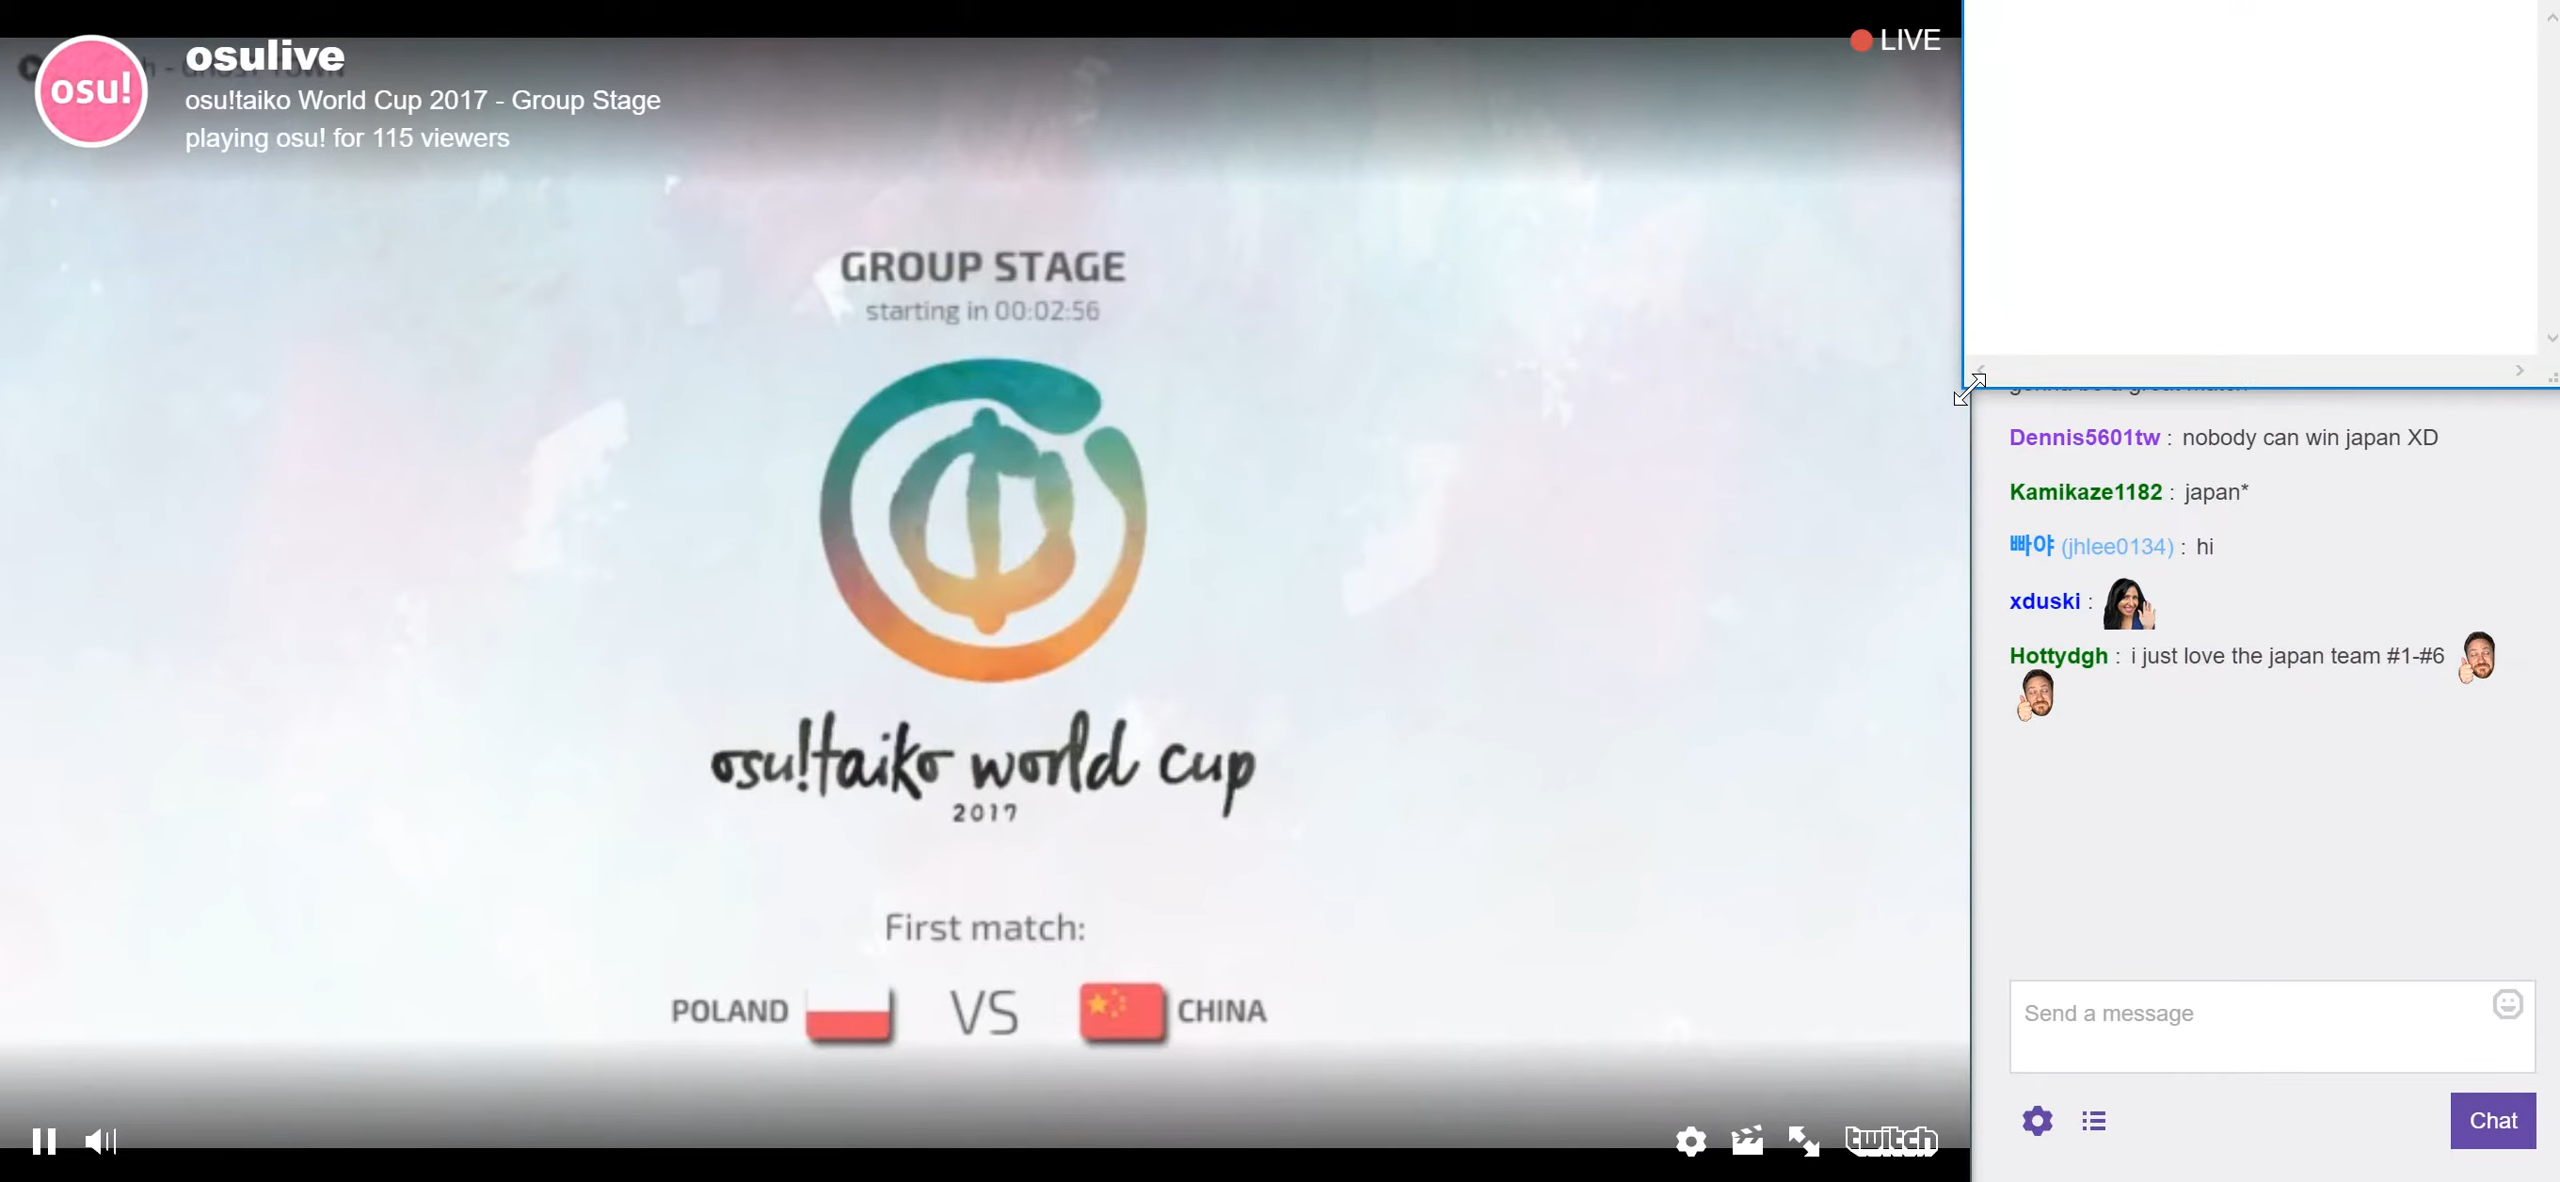 osu!
osulive
osu!taiko World Cup 2017 - Group Stage
playing osu! for 115 viewers
LIVE
GROUP STAGE
starting in 00:02:56
osu!taiko world cup
2017
First match:
POLAND VS CHINA
twitch
Dennis5601tw : nobody can win japan XD
Kamikaze1182 : japan*
빠야 (jhlee0134) : hi
xduski :
Hottydgh : i just love the japan team #1-#6
Send a message
Chat